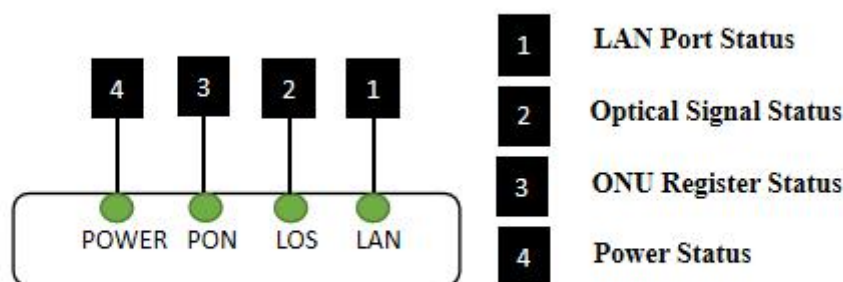 4 3 2 1
POWER PON LOS LAN
1 LAN Port Status
2 Optical Signal Status
3 ONU Register Status
4 Power Status